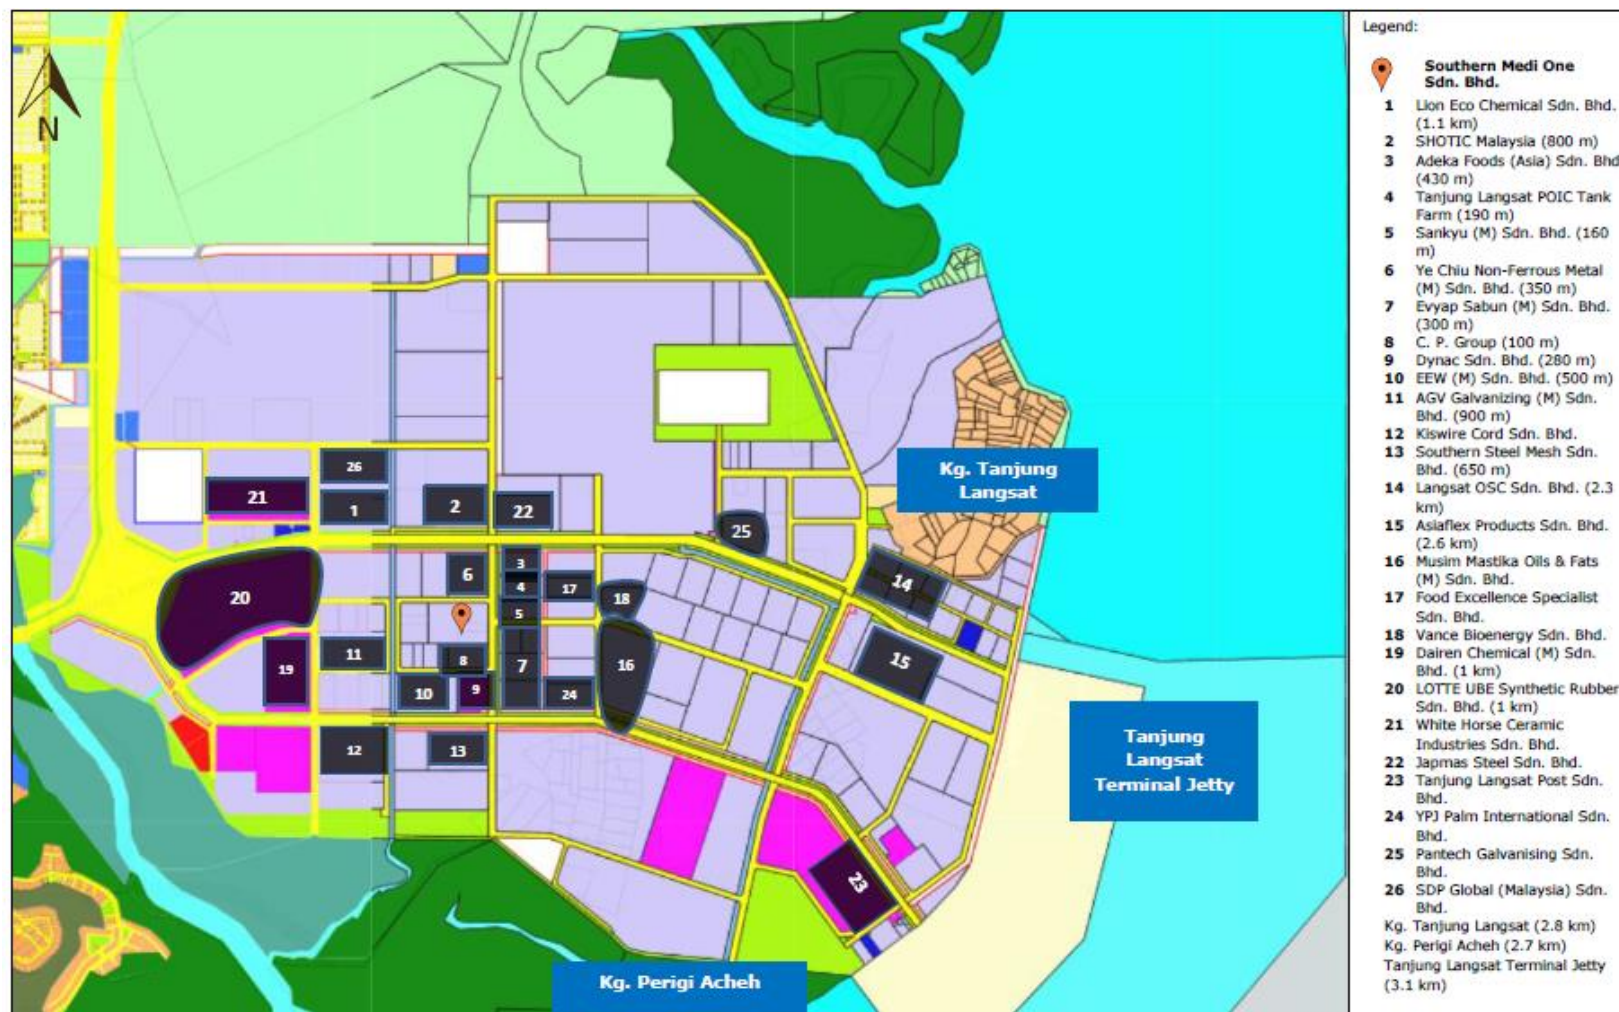 N
26
21
1
2
22
25
3
6
4
17
14
20
18
5
11
8
7
16
15
19
10
9
24
12
13
23
Kg. Tanjung
Langsat
Tanjung
Langsat
Terminal Jetty
Kg. Perigi Acheh
Legend:
Southern Medi One
Sdn. Bhd.
1 Lion Eco Chemical Sdn. Bhd.
(1.1 km)
2 SHOTIC Malaysia (800 m)
3 Adeka Foods (Asia) Sdn. Bhd
(430 m)
4 Tanjung Langsat POIC Tank
Farm (190 m)
5 Sankyu (M) Sdn. Bhd. (160
m)
6 Ye Chiu Non-Ferrous Metal
(M) Sdn. Bhd. (350 m)
7 Evyap Sabun (M) Sdn. Bhd.
(300 m)
8 C. P. Group (100 m)
9 Dynac Sdn. Bhd. (280 m)
10 EEW (M) Sdn. Bhd. (500 m)
11 AGV Galvanizing (M) Sdn.
Bhd. (900 m)
12 Kiswire Cord Sdn. Bhd.
13 Southern Steel Mesh Sdn.
Bhd. (650 m)
14 Langsat OSC Sdn. Bhd. (2.3
km)
15 Asiaflex Products Sdn. Bhd.
(2.6 km)
16 Musim Mastika Oils & Fats
(M) Sdn. Bhd.
17 Food Excellence Specialist
Sdn. Bhd.
18 Vance Bioenergy Sdn. Bhd.
19 Dairen Chemical (M) Sdn.
Bhd. (1 km)
20 LOTTE UBE Synthetic Rubber
Sdn. Bhd. (1 km)
21 White Horse Ceramic
Industries Sdn. Bhd.
22 Japmas Steel Sdn. Bhd.
23 Tanjung Langsat Post Sdn.
Bhd.
24 YPJ Palm International Sdn.
Bhd.
25 Pantech Galvanising Sdn.
Bhd.
26 SDP Global (Malaysia) Sdn.
Bhd.
Kg. Tanjung Langsat (2.8 km)
Kg. Perigi Acheh (2.7 km)
Tanjung Langsat Terminal Jetty
(3.1 km)